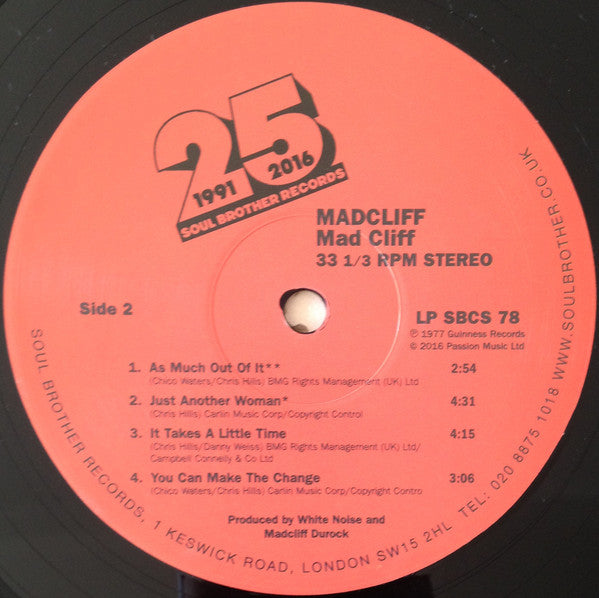 25
1991 2016
SOUL BROTHER RECORDS
MADCLIFF
Mad Cliff
33 1/3 RPM STEREO
Side 2
LP SBCS 78
℗ 1977 Guinness Records
© 2016 Passion Music Ltd
1. As Much Out Of It** 2:54
(Chico Waters/Chris Hills) BMG Rights Management (UK) Ltd
2. Just Another Woman* 4:31
(Chris Hills) Carlin Music Corp/Copyright Control
3. It Takes A Little Time 4:15
(Chris Hills/Danny Weiss) BMG Rights Management (UK) Ltd/
Campbell Connelly & Co Ltd
4. You Can Make The Change 3:06
(Chico Waters/Chris Hills) Carlin Music Corp/Copyright Contro
Produced by White Noise and
Madcliff Durock
SOUL BROTHER RECORDS, 1 KESWICK ROAD, LONDON SW15 2HL TEL: 020 8875 1018 WWW.SOULBROTHER.CO.UK